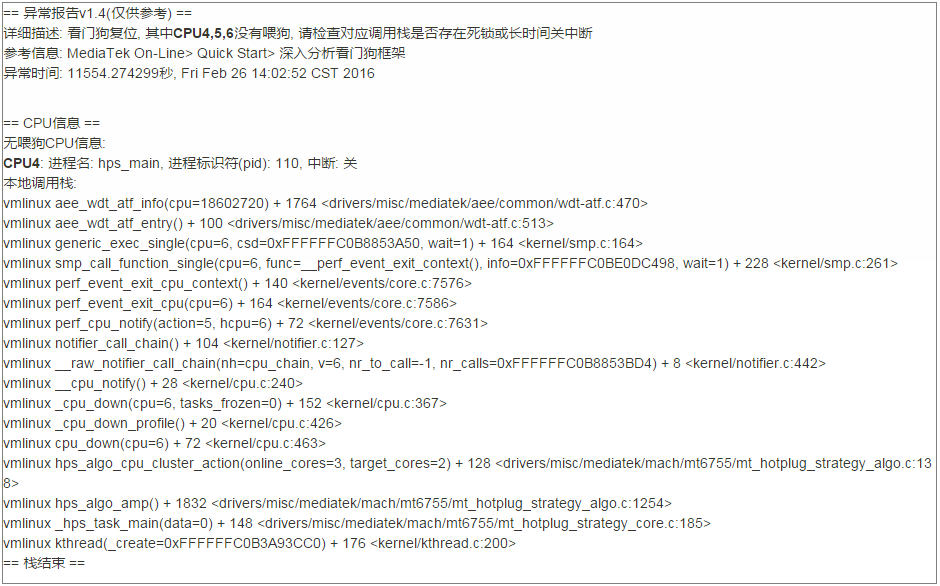 == 异常报告v1.4(仅供参考) ==
详细描述: 看门狗复位, 其中CPU4,5,6没有喂狗, 请检查对应调用栈是否存在死锁或长时间关中断
参考信息: MediaTek On-Line> Quick Start> 深入分析看门狗框架
异常时间: 11554.274299秒, Fri Feb 26 14:02:52 CST 2016
== CPU信息 ==
无喂狗CPU信息:
CPU4: 进程名: hps_main, 进程标识符(pid): 110, 中断: 关
本地调用栈:
vmlinux aee_wdt_atf_info(cpu=18602720) + 1764 <drivers/misc/mediatek/aee/common/wdt-atf.c:470>
vmlinux aee_wdt_atf_entry() + 100 <drivers/misc/mediatek/aee/common/wdt-atf.c:513>
vmlinux generic_exec_single(cpu=6, csd=0xFFFFFFC0B8853A50, wait=1) + 164 <kernel/smp.c:164>
vmlinux smp_call_function_single(cpu=6, func=__perf_event_exit_context(), info=0xFFFFFFC0BE0DC498, wait=1) + 228 <kernel/smp.c:261>
vmlinux perf_event_exit_cpu_context() + 140 <kernel/events/core.c:7576>
vmlinux perf_event_exit_cpu(cpu=6) + 164 <kernel/events/core.c:7586>
vmlinux perf_cpu_notify(action=5, hcpu=6) + 72 <kernel/events/core.c:7631>
vmlinux notifier_call_chain() + 104 <kernel/notifier.c:127>
vmlinux __raw_notifier_call_chain(nh=cpu_chain, v=6, nr_to_call=-1, nr_calls=0xFFFFFFC0B8853BD4) + 8 <kernel/notifier.c:442>
vmlinux __cpu_notify() + 28 <kernel/cpu.c:240>
vmlinux _cpu_down(cpu=6, tasks_frozen=0) + 152 <kernel/cpu.c:367>
vmlinux _cpu_down_profile() + 20 <kernel/cpu.c:426>
vmlinux cpu_down(cpu=6) + 72 <kernel/cpu.c:463>
vmlinux hps_algo_cpu_cluster_action(online_cores=3, target_cores=2) + 128 <drivers/misc/mediatek/mach/mt6755/mt_hotplug_strategy_algo.c:13
8>
vmlinux hps_algo_amp() + 1832 <drivers/misc/mediatek/mach/mt6755/mt_hotplug_strategy_algo.c:1254>
vmlinux _hps_task_main(data=0) + 148 <drivers/misc/mediatek/mach/mt6755/mt_hotplug_strategy_core.c:185>
vmlinux kthread(_create=0xFFFFFFC0B3A93CC0) + 176 <kernel/kthread.c:200>
== 栈结束 ==